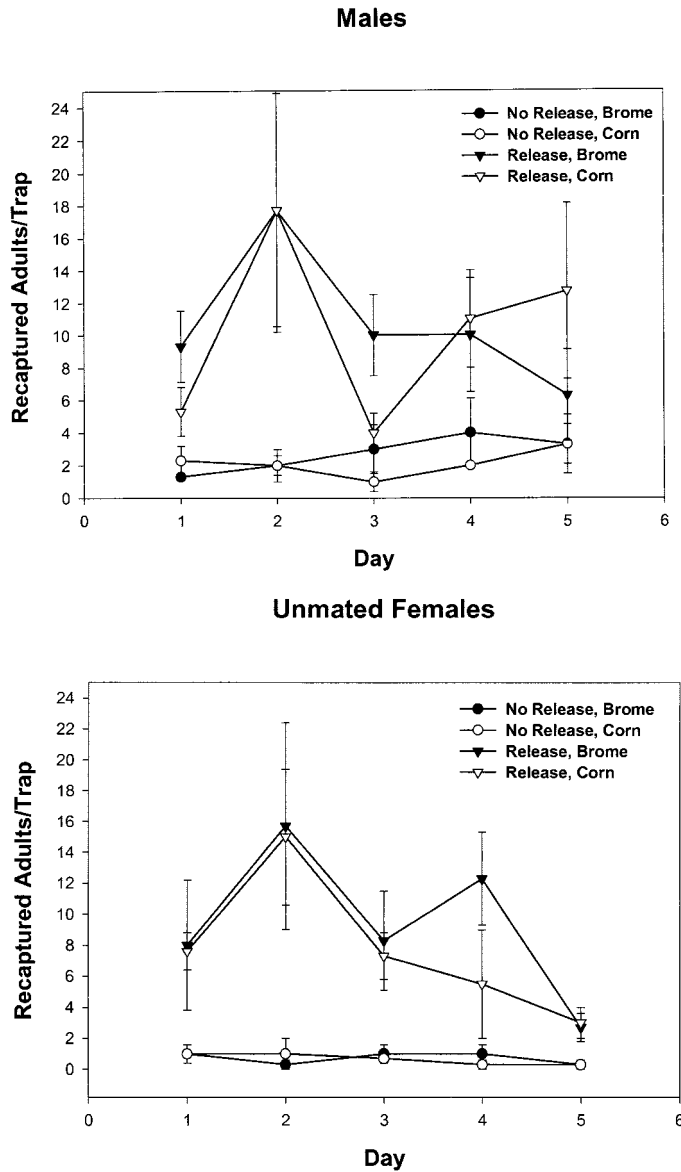 Males
Recaptured Adults/Trap
24
22
20
18
16
14
12
10
8
6
4
2
0
No Release, Brome
No Release, Corn
Release, Brome
Release, Corn
0 1 2 3 4 5 6
Day
Unmated Females
Recaptured Adults/Trap
24
22
20
18
16
14
12
10
8
6
4
2
0
No Release, Brome
No Release, Corn
Release, Brome
Release, Corn
0 1 2 3 4 5 6
Day